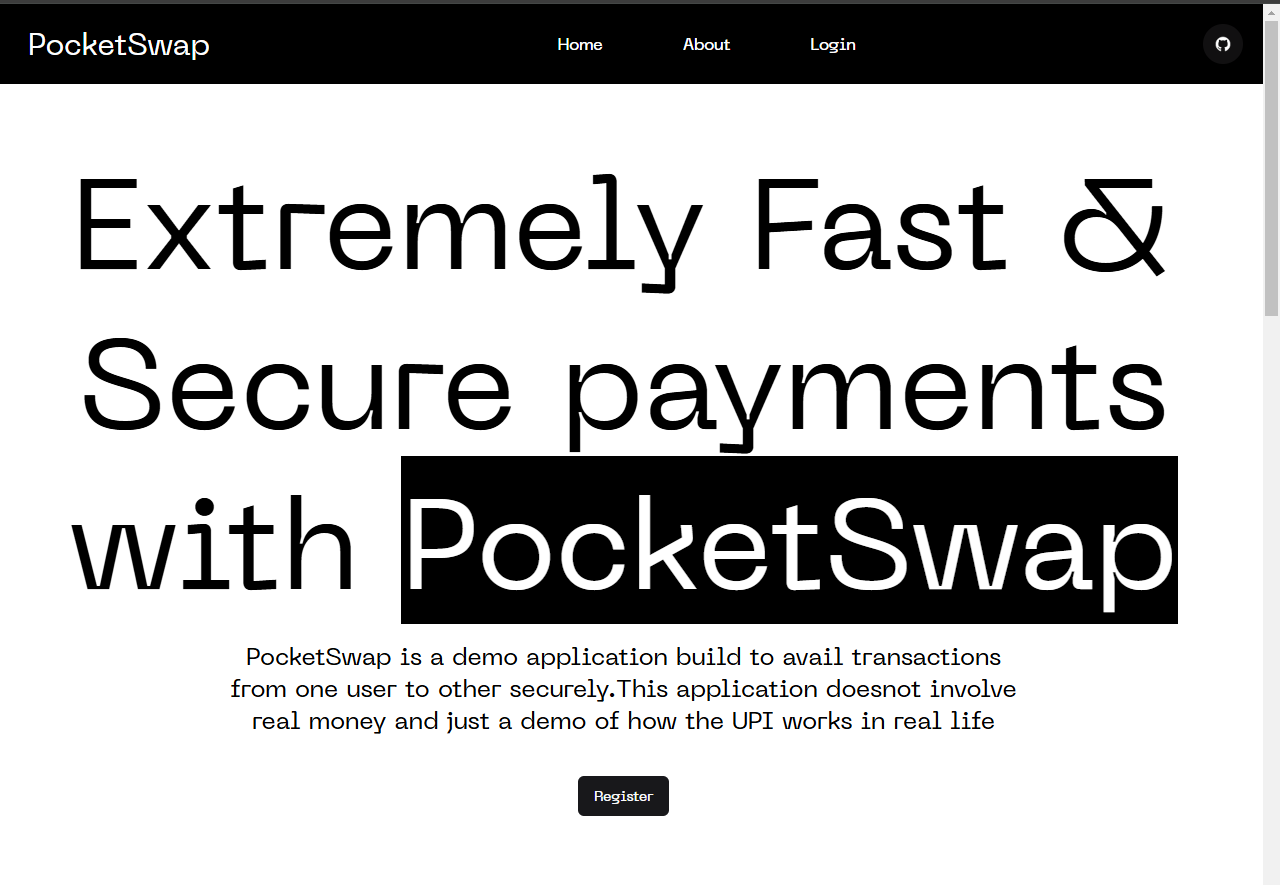 PocketSwap
Home
About
Login
Extremely Fast &
Secure payments
with PocketSwap
PocketSwap is a demo application build to avail transactions
from one user to other securely.This application doesnot involve
real money and just a demo of how the UPI works in real life
Register